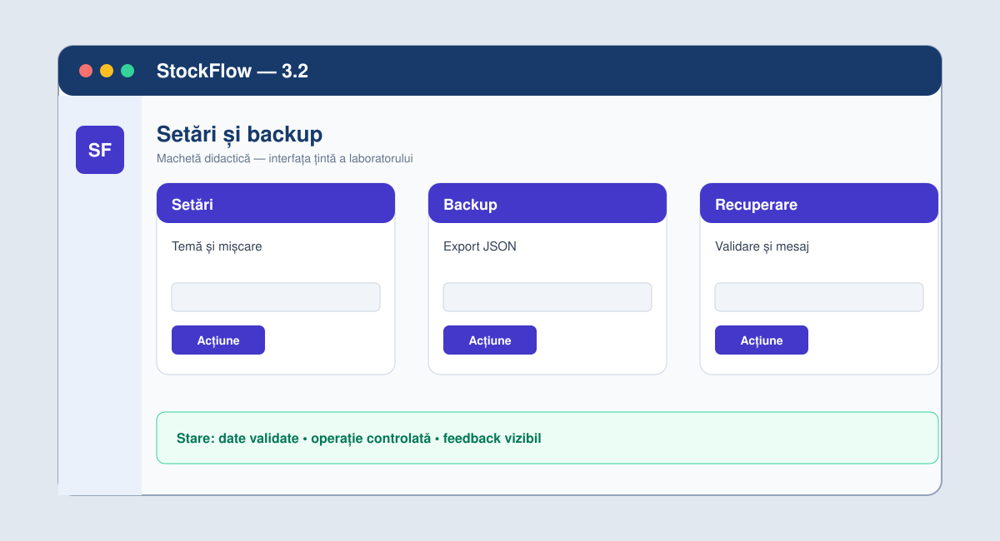 StockFlow — 3.2
SF
Setări și backup
Machetă didactică — interfața țintă a laboratorului
Setări
Temă și mișcare
Acțiune
Backup
Export JSON
Acțiune
Recuperare
Validare și mesaj
Acțiune
Stare: date validate • operație controlată • feedback vizibil